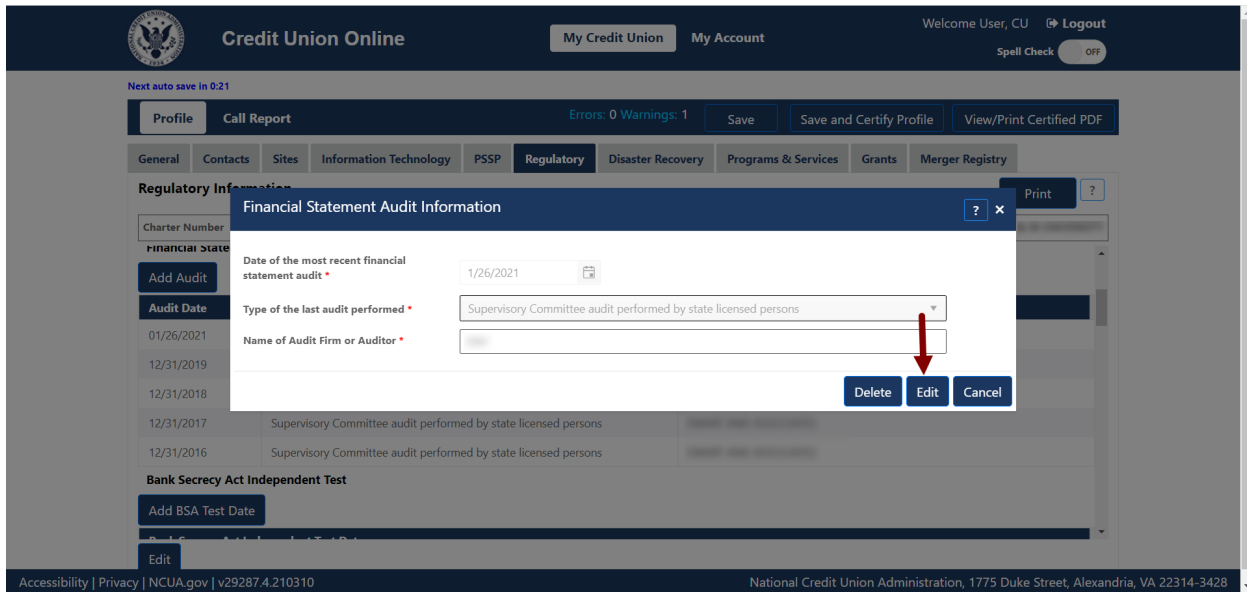 Credit Union Online
My Credit Union
My Account
Welcome User, CU
Logout
Spell Check
OFF
Next auto save in 0:21
Profile
Call Report
Errors: 0 Warnings: 1
Save
Save and Certify Profile
View/Print Certified PDF
General
Contacts
Sites
Information Technology
PSSP
Regulatory
Disaster Recovery
Programs & Services
Grants
Merger Registry
Regulatory Information
Print
?
Charter Number
Financial State
Add Audit
Audit Date
01/26/2021
12/31/2019
12/31/2018
12/31/2017 Supervisory Committee audit performed by state licensed persons
12/31/2016 Supervisory Committee audit performed by state licensed persons
Financial Statement Audit Information
? ×
Date of the most recent financial
statement audit *
1/26/2021
Type of the last audit performed *
Supervisory Committee audit performed by state licensed persons
Name of Audit Firm or Auditor *
Delete
Edit
Cancel
Bank Secrecy Act Independent Test
Add BSA Test Date
Edit
Accessibility | Privacy | NCUA.gov | v29287.4.210310
National Credit Union Administration, 1775 Duke Street, Alexandria, VA 22314-3428